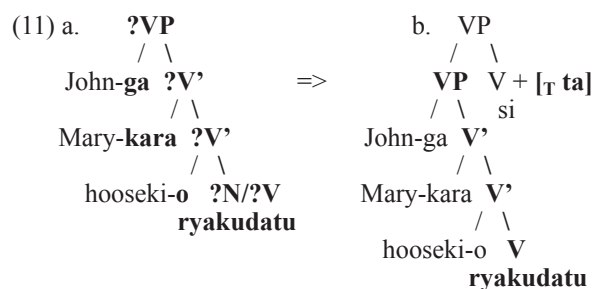 (11) a. ?VP b. VP
/ \ / \
John-ga ?V’ => VP V + [T ta]
/ \ / \ si
Mary-kara ?V’ John-ga V’
/ \ / \
hooseki-o ?N/?V Mary-kara V’
ryakudatu / \
hooseki-o V
ryakudatu